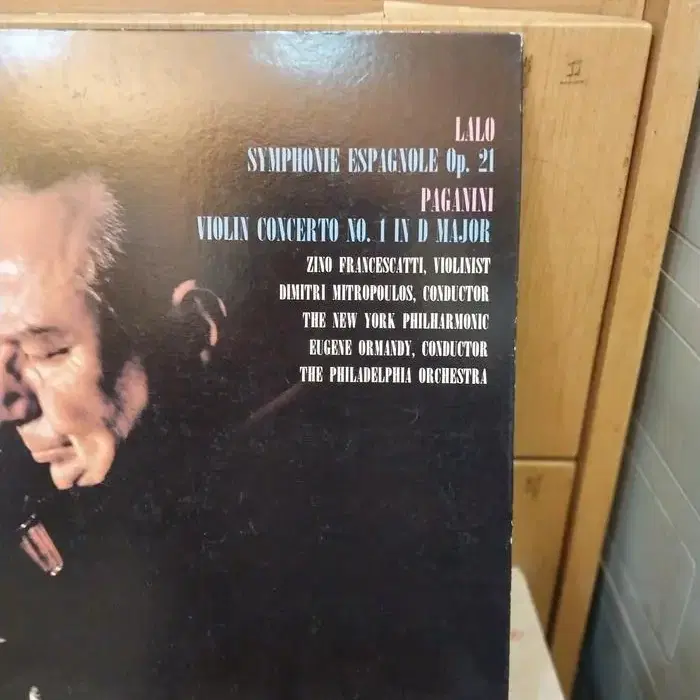 LALO
SYMPHONIE ESPAGNOLE Op. 21
PAGANINI
VIOLIN CONCERTO NO. 1 IN D MAJOR
ZINO FRANCESCATTI, VIOLINIST
DIMITRI MITROPOULOS, CONDUCTOR
THE NEW YORK PHILHARMONIC
EUGENE ORMANDY, CONDUCTOR
THE PHILADELPHIA ORCHESTRA